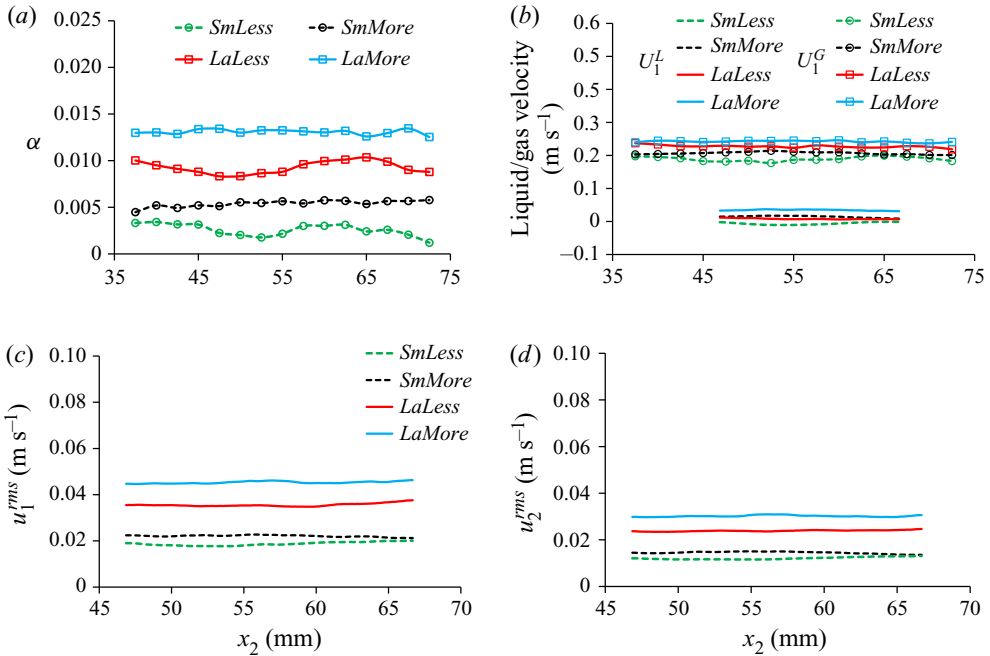 (a)
SmLess SmMore
LaLess LaMore
0.025
0.020
0.015
0.010
0.005
0
α
35 45 55 65 75
(b)
SmLess SmLess
SmMore SmMore
LaLess LaLess
LaMore LaMore
U₁ᴸ U₁ᴳ
0.6
0.5
0.5
0.3
0.2
0.1
0
−0.1
Liquid/gas velocity
(m s⁻¹)
35 45 55 65 75
(c)
SmLess
SmMore
LaLess
LaMore
0.10
0.08
0.06
0.04
0.02
0
u₁ʳᵐˢ (m s⁻¹)
45 50 55 60 65 70
x₂ (mm)
(d)
0.10
0.08
0.06
0.04
0.02
0
u₂ʳᵐˢ (m s⁻¹)
45 50 55 60 65 70
x₂ (mm)